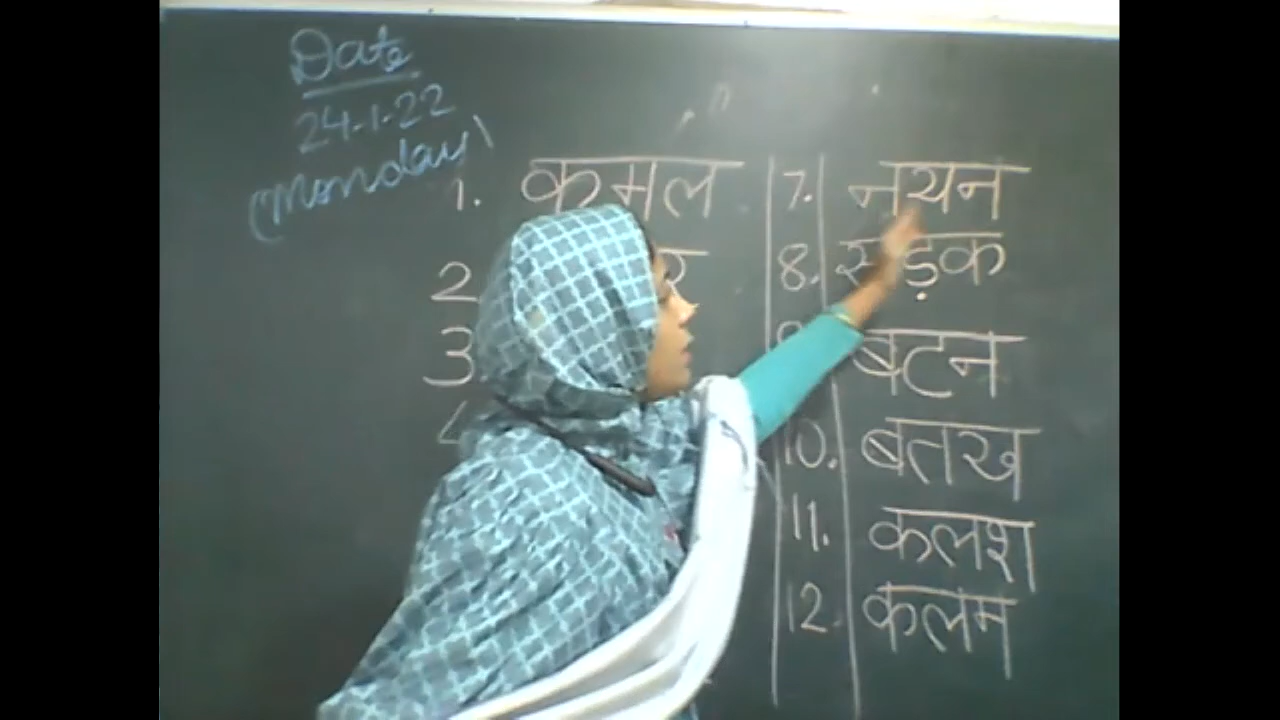 Date
24-1-22
(Monday)
1. कमल
2
3
4
7. नयन
8. सड़क
9. बटन
10. बतख
11. कलश
12. कलम